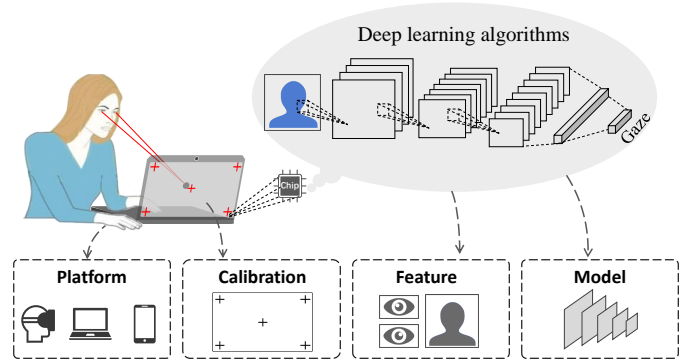 Deep learning algorithms
Gaze
Chip
Platform
Calibration
Feature
Model